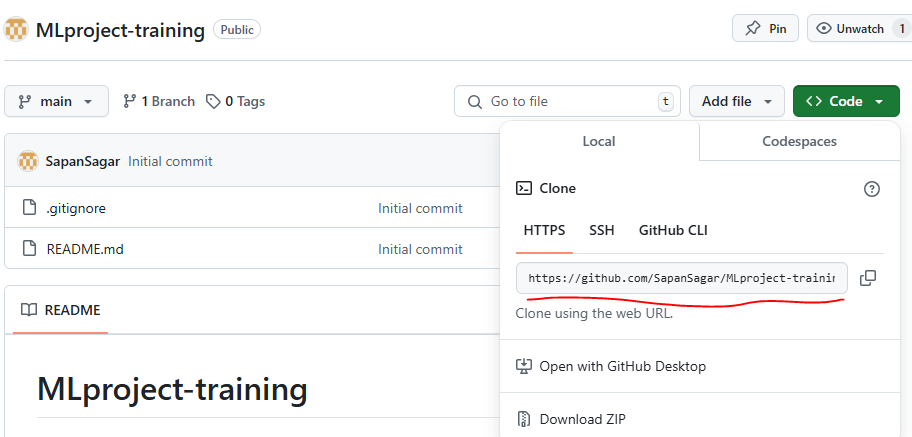 MLproject-training Public Pin Unwatch 1
main 1 Branch 0 Tags Go to file t Add file <> Code
Local Codespaces
SapanSagar Initial commit
Clone
.gitignore Initial commit
HTTPS SSH GitHub CLI
README.md Initial commit
https://github.com/SapanSagar/MLproject-trainin
README
Clone using the web URL.
Open with GitHub Desktop
MLproject-training
Download ZIP